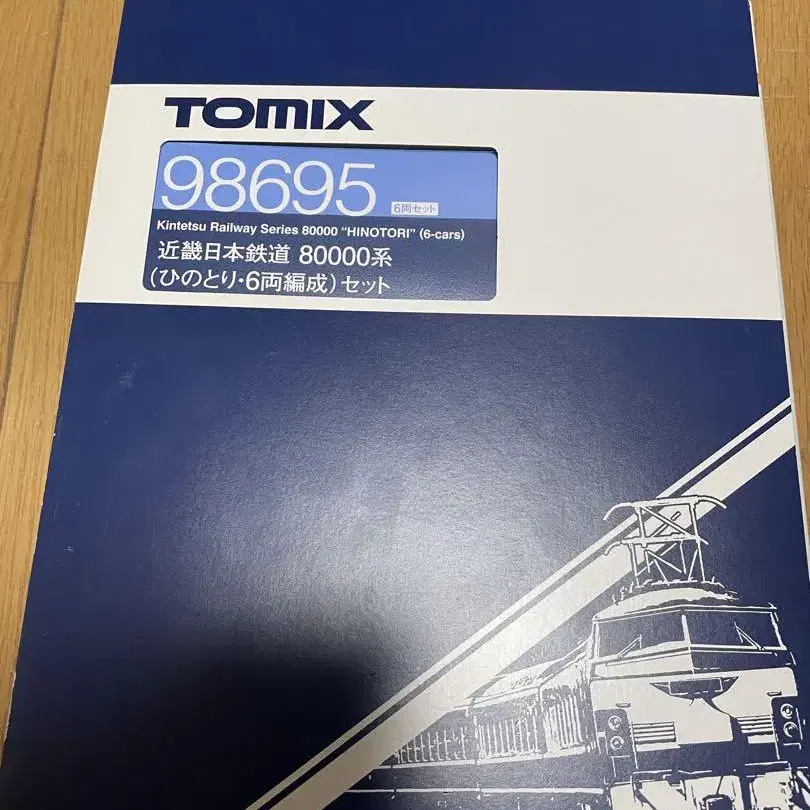 TOMIX
98695
6両セット
Kintetsu Railway Series 80000 “HINOTORI” (6-cars)
近畿日本鉄道 80000系
(ひのとり・6両編成)セット